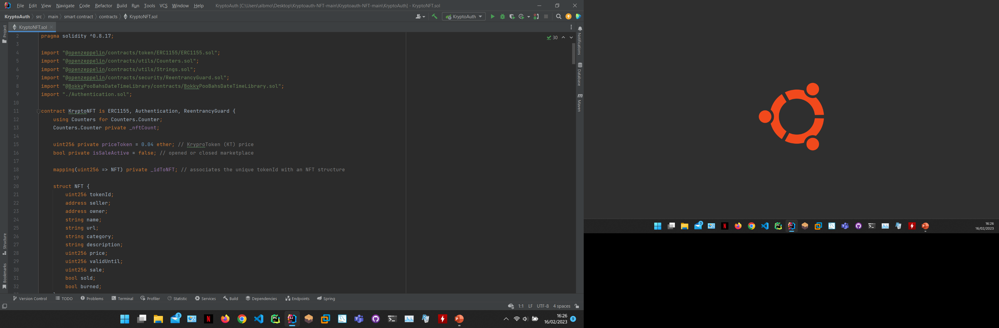 File Edit View Navigate Code Refactor Build Run Tools VCS Window Help KryptoAuth [C:\Users\albmo\Desktop\Kryptoauth-NFT-main\Kryptoauth-NFT-main\KryptoAuth] - KryptoNFT.sol
KryptoAuth src main smart contract contracts KryptoNFT.sol KryptoAuth
KryptoNFT.sol
Project
30
Notifications
Database
m Maven
2 pragma solidity ^0.8.17;
3
4 import "@openzeppelin/contracts/token/ERC1155/ERC1155.sol";
5 import "@openzeppelin/contracts/utils/Counters.sol";
6 import "@openzeppelin/contracts/utils/Strings.sol";
7 import "@openzeppelin/contracts/security/ReentrancyGuard.sol";
8 import "@BokkyPooBahsDateTimeLibrary/contracts/BokkyPooBahsDateTimeLibrary.sol";
9 import "./Authentication.sol";
10
11 contract KryptoNFT is ERC1155, Authentication, ReentrancyGuard {
12 using Counters for Counters.Counter;
13 Counters.Counter private _nftCount;
14
15 uint256 private priceToken = 0.04 ether; // KryproToken (KT) price
16 bool private isSaleActive = false; // opened or closed marketplace
17
18 mapping(uint256 => NFT) private _idToNFT; // associates the unique tokenId with an NFT structure
19
20 struct NFT {
21 uint256 tokenId;
22 address seller;
23 address owner;
24 string name;
25 string url;
26 string category;
27 string description;
28 uint256 price;
29 uint256 validUntil;
30 uint256 sale;
31 bool sold;
32 bool burned;
Structure
Bookmarks
Version Control TODO Problems Terminal Profiler Statistic Services Build Dependencies Endpoints Spring
1:1 LF UTF-8 4 spaces
3 N PC IJ P 16:26
16/02/2023 9
3 N PC IJ P 16:26
16/02/2023